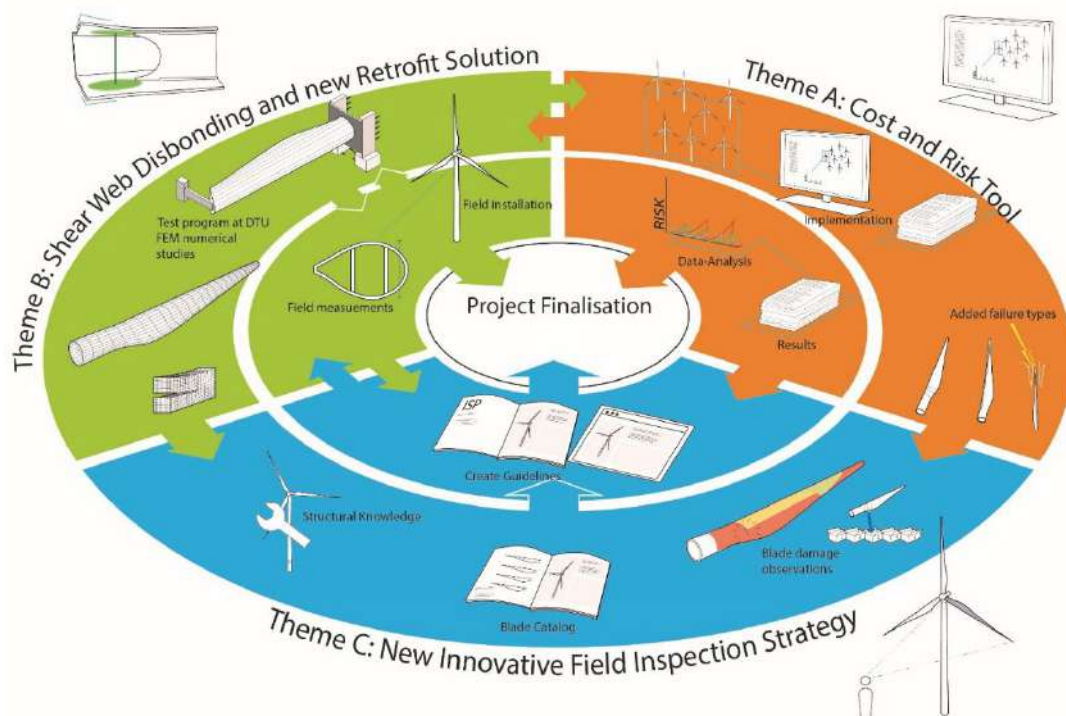 Theme B: Shear Web Disbonding and new Retrofit Solution
Theme A: Cost and Risk Tool
Test program at DTU
FEM numerical
studies
Field installation
Field measuements
RISK
Data-Analysis
Implementation
Results
Added failure types
Project Finalisation
ISP
Create Guidelines
Structural Knowledge
Blade Catalog
Blade damage
observations
Theme C: New Innovative Field Inspection Strategy